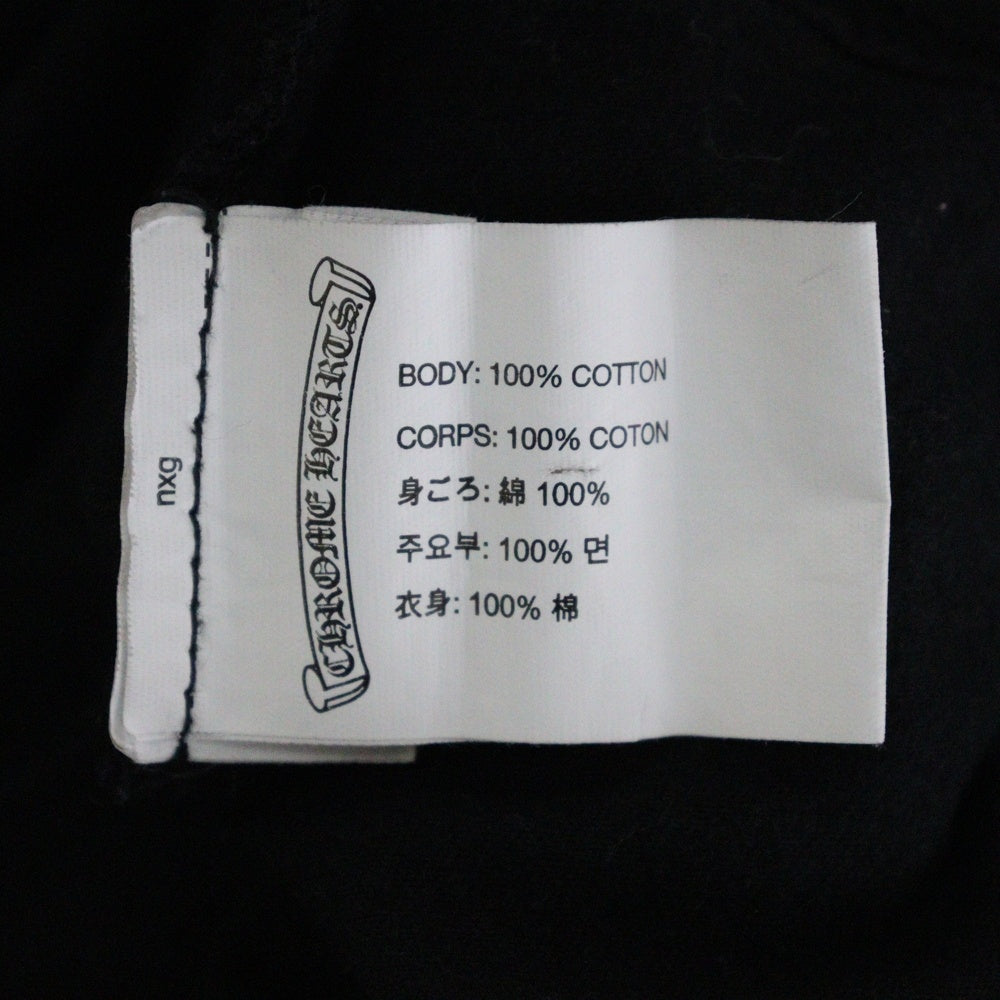 nxg
CHROME HEARTS
BODY: 100% COTTON
CORPS: 100% COTON
身ごろ: 綿 100%
주요부: 100% 면
衣身: 100% 棉